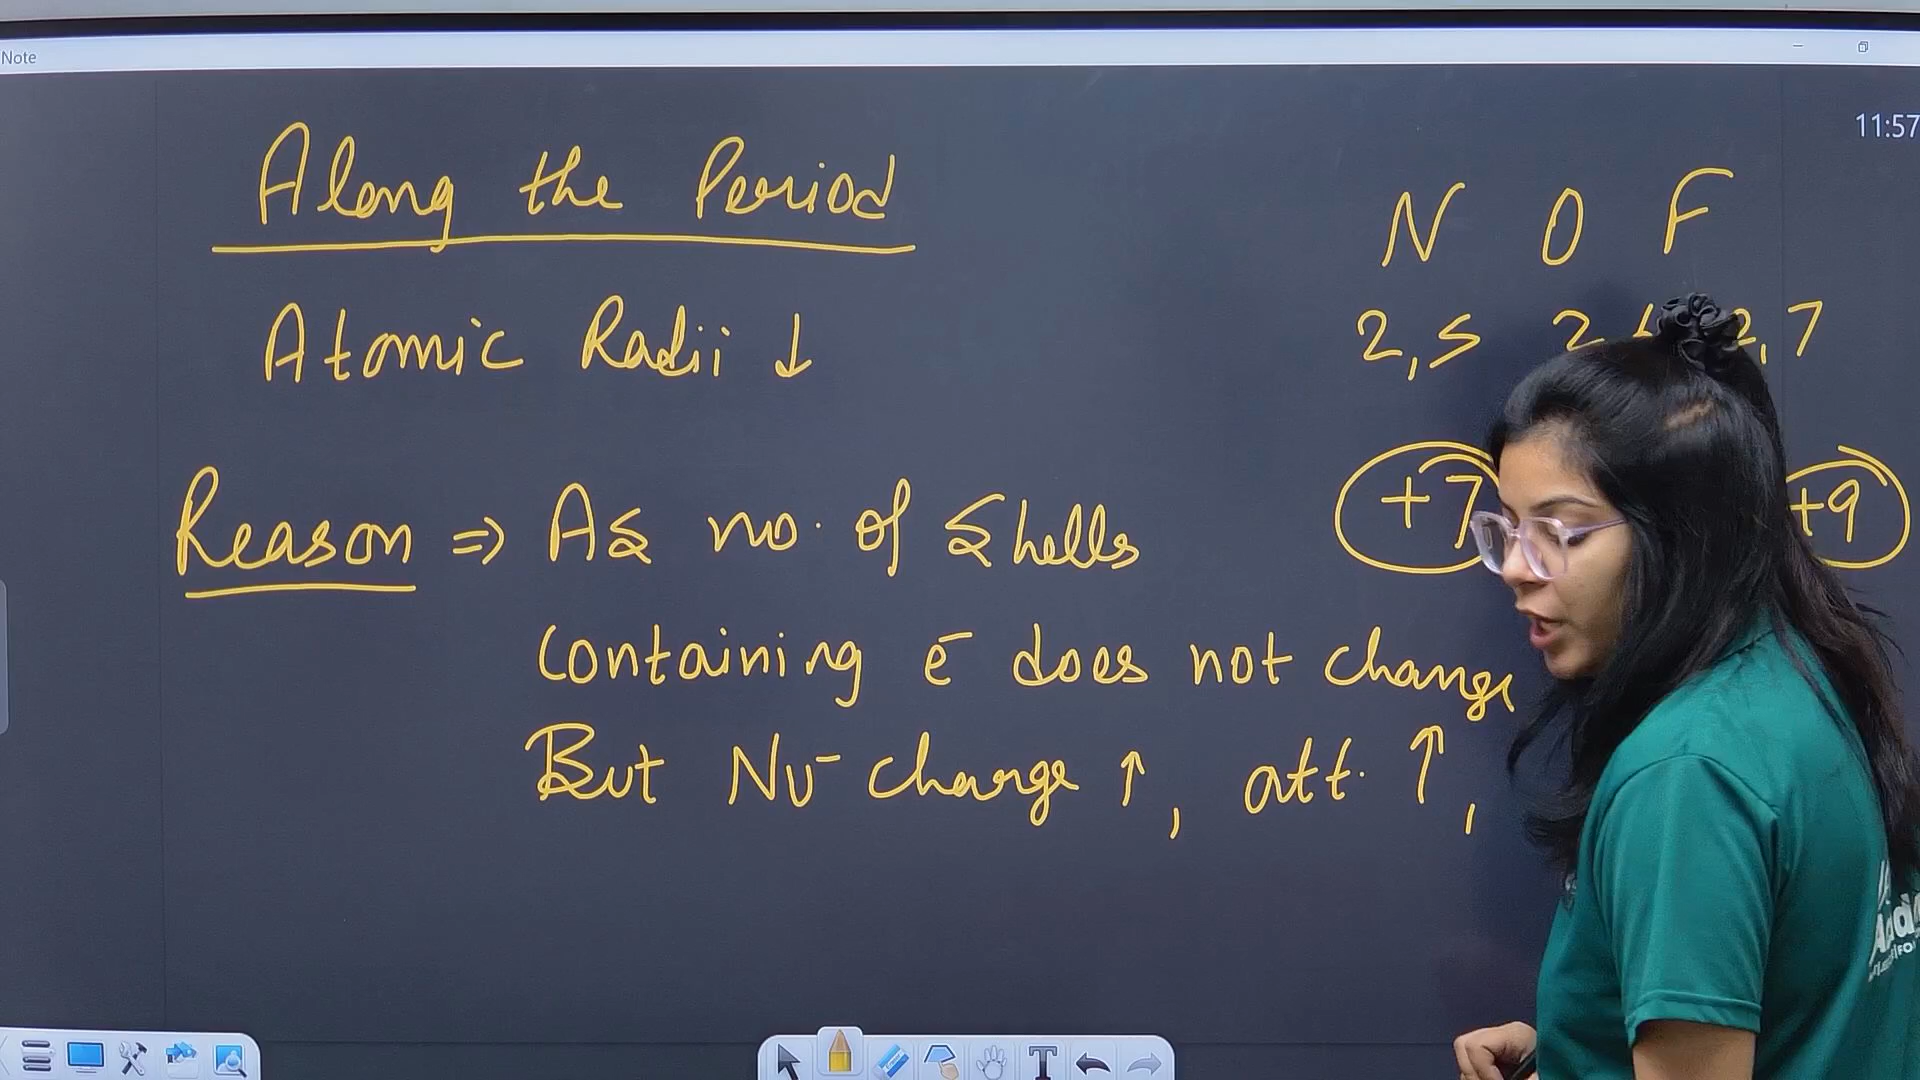 Note
11:57
Along the Period
N O F
Atomic Radii ↓
2,5 2 2,7
Reason ⇒ As no. of Shells
+7 +9
Containing e⁻ does not change
But Nu⁻ charge ↑, att. ↑,
T